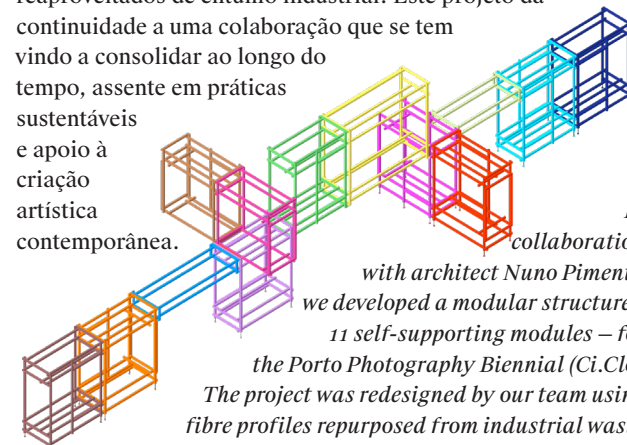 continuidade a uma colaboração que se tem
vindo a consolidar ao longo do
tempo, assente em práticas
sustentáveis
e apoio à
criação
artística
contemporânea.
with architect Nuno
we developed a modular structure
11 self-supporting modules –
the Porto Photography Biennial
The project was redesigned by our team
fibre profiles repurposed from industrial